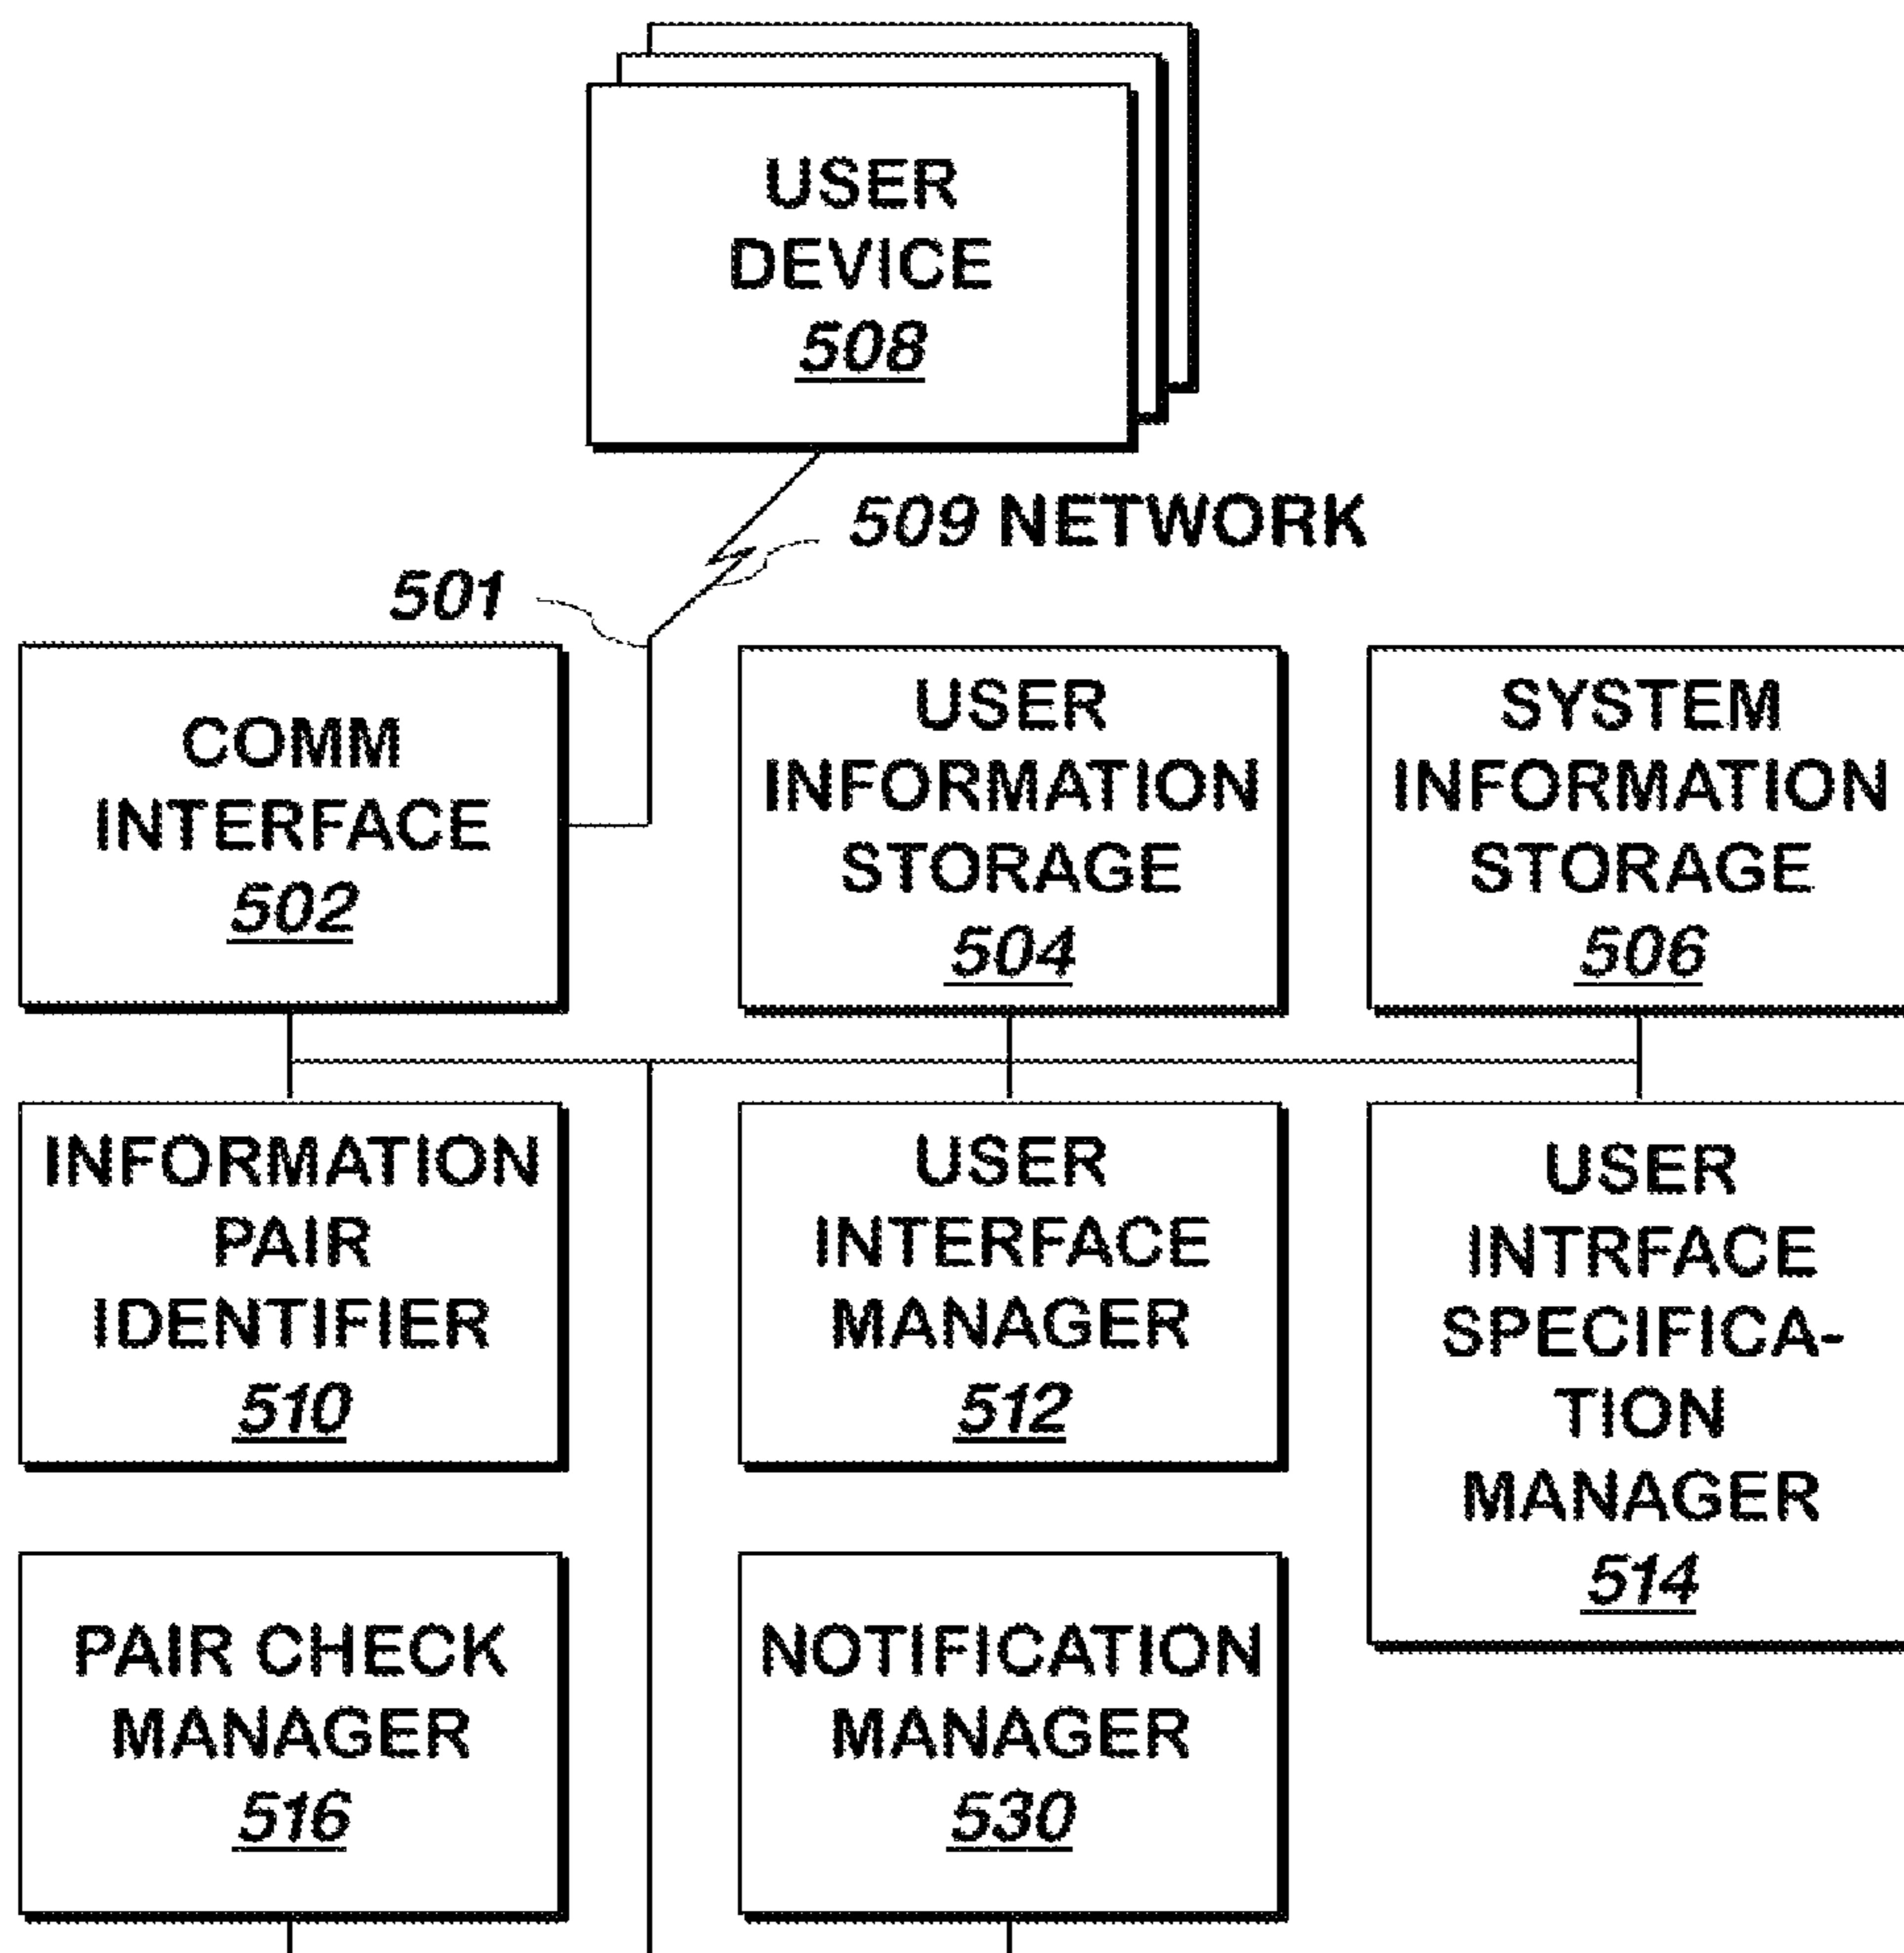 USER
DEVICE
508
509 NETWORK
501
COMM
INTERFACE
502
USER
INFORMATION
STORAGE
504
SYSTEM
INFORMATION
STORAGE
506
INFORMATION
PAIR
IDENTIFIER
510
USER
INTERFACE
MANAGER
512
USER
INTRFACE
SPECIFICA-
TION
MANAGER
514
PAIR CHECK
MANAGER
516
NOTIFICATION
MANAGER
530